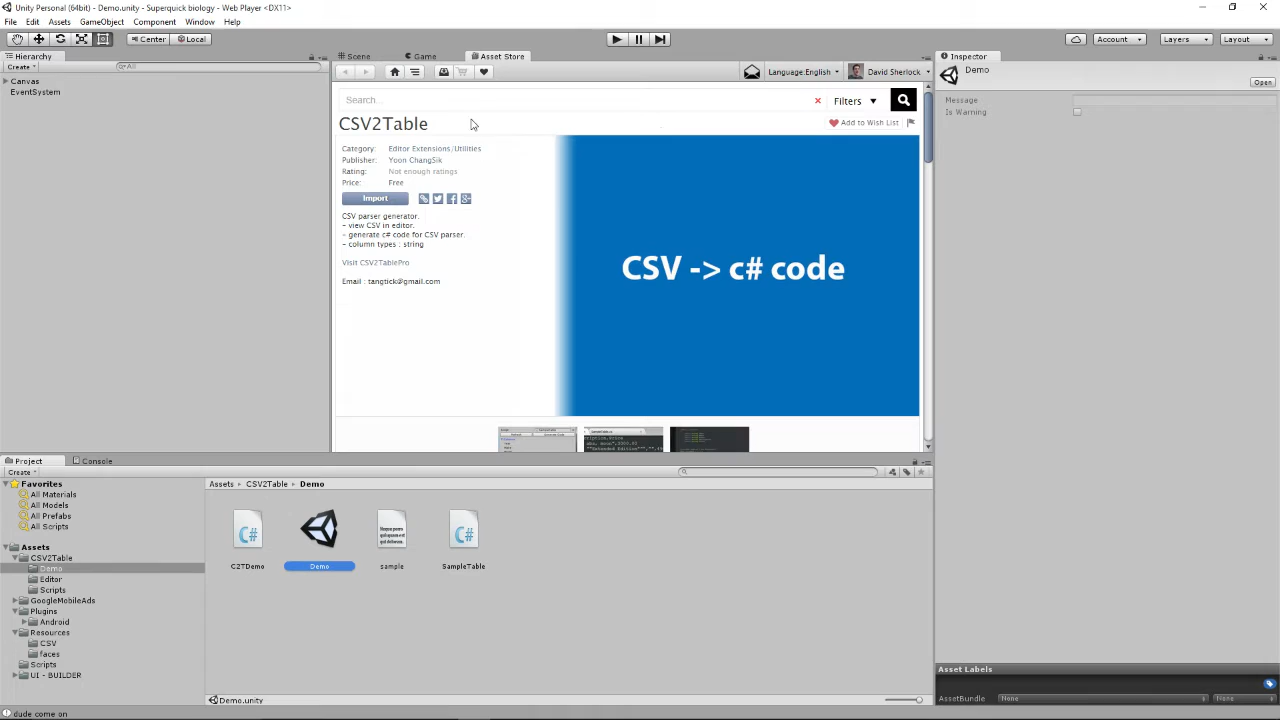 Unity Personal (64bit) - Demo.unity - Superquick biology - Web Player <DX11>
File Edit Assets GameObject Component Window Help
Center Local Account Layers Layout
Hierarchy Scene Game Asset Store Inspector
Create All
Canvas
EventSystem
Language:English David Sherlock
Demo
Open
Message
Is Warning
Search... Filters
CSV2Table
Add to Wish List
Category: Editor Extensions/Utilities
Publisher: Yoon ChangSik
Rating: Not enough ratings
Price: Free
Import
CSV parser generator.
- view CSV in editor.
- generate c# code for CSV parser.
- column types : string
Visit CSV2TablePro
Email : tangtick@gmail.com
CSV -> c# code
Project Console
Create
Favorites
All Materials
All Models
All Prefabs
All Scripts
Assets
CSV2Table
Demo
Editor
Scripts
GoogleMobileAds
Plugins
Android
Resources
CSV
faces
Scripts
UI - BUILDER
Assets CSV2Table Demo
C# C#
C2TDemo Demo sample SampleTable
Demo.unity
Asset Labels
AssetBundle None None
dude come on